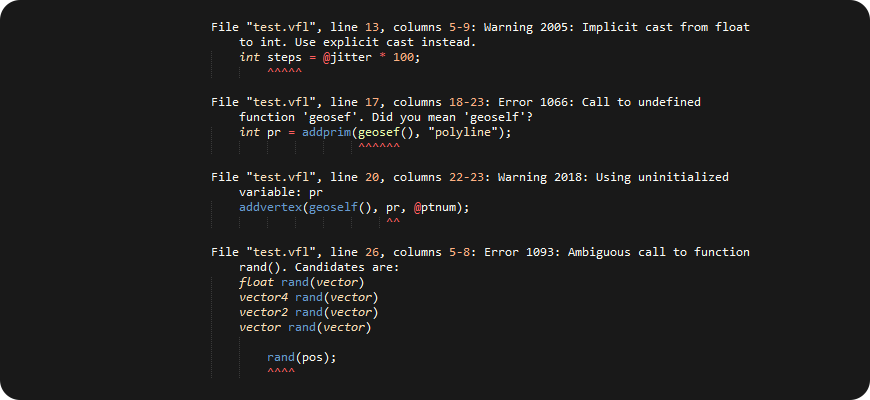 File "test.vfl", line 13, columns 5-9: Warning 2005: Implicit cast from float
to int. Use explicit cast instead.
int steps = @jitter * 100;
^^^^^
File "test.vfl", line 17, columns 18-23: Error 1066: Call to undefined
function 'geosef'. Did you mean 'geoself'?
int pr = addprim(geosef(), "polyline");
^^^^^^
File "test.vfl", line 20, columns 22-23: Warning 2018: Using uninitialized
variable: pr
addvertex(geoself(), pr, @ptnum);
^^
File "test.vfl", line 26, columns 5-8: Error 1093: Ambiguous call to function
rand(). Candidates are:
float rand(vector)
vector4 rand(vector)
vector2 rand(vector)
vector rand(vector)
rand(pos);
^^^^